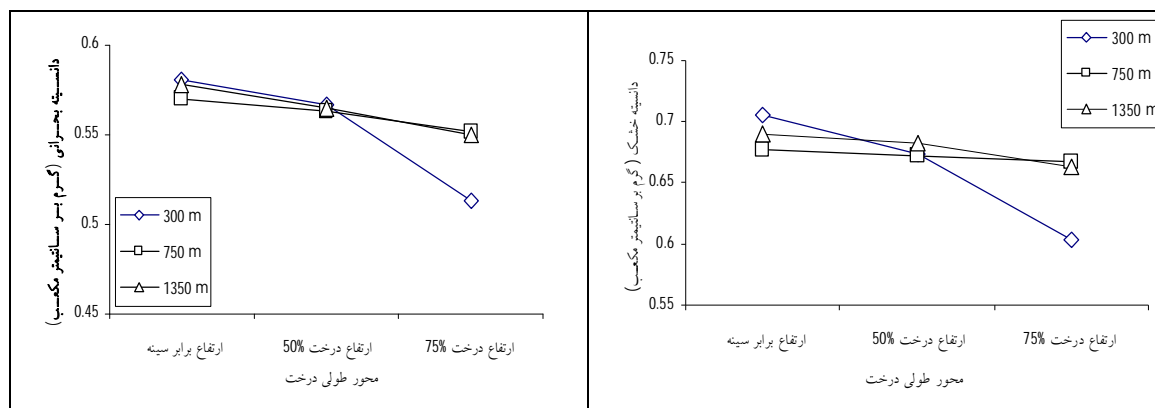 دانسیته بحرانی (گرم بر سانتیمتر مکعب)
0.6
0.55
0.5
0.45
300 m
750 m
1350 m
ارتفاع برابر سینه
50% ارتفاع درخت
75% ارتفاع درخت
محور طولی درخت
دانسیته خشک (گرم بر سانتیمتر مکعب)
0.75
0.7
0.65
0.6
0.55
300 m
750 m
1350 m
ارتفاع برابر سینه
50% ارتفاع درخت
75% ارتفاع درخت
محور طولی درخت